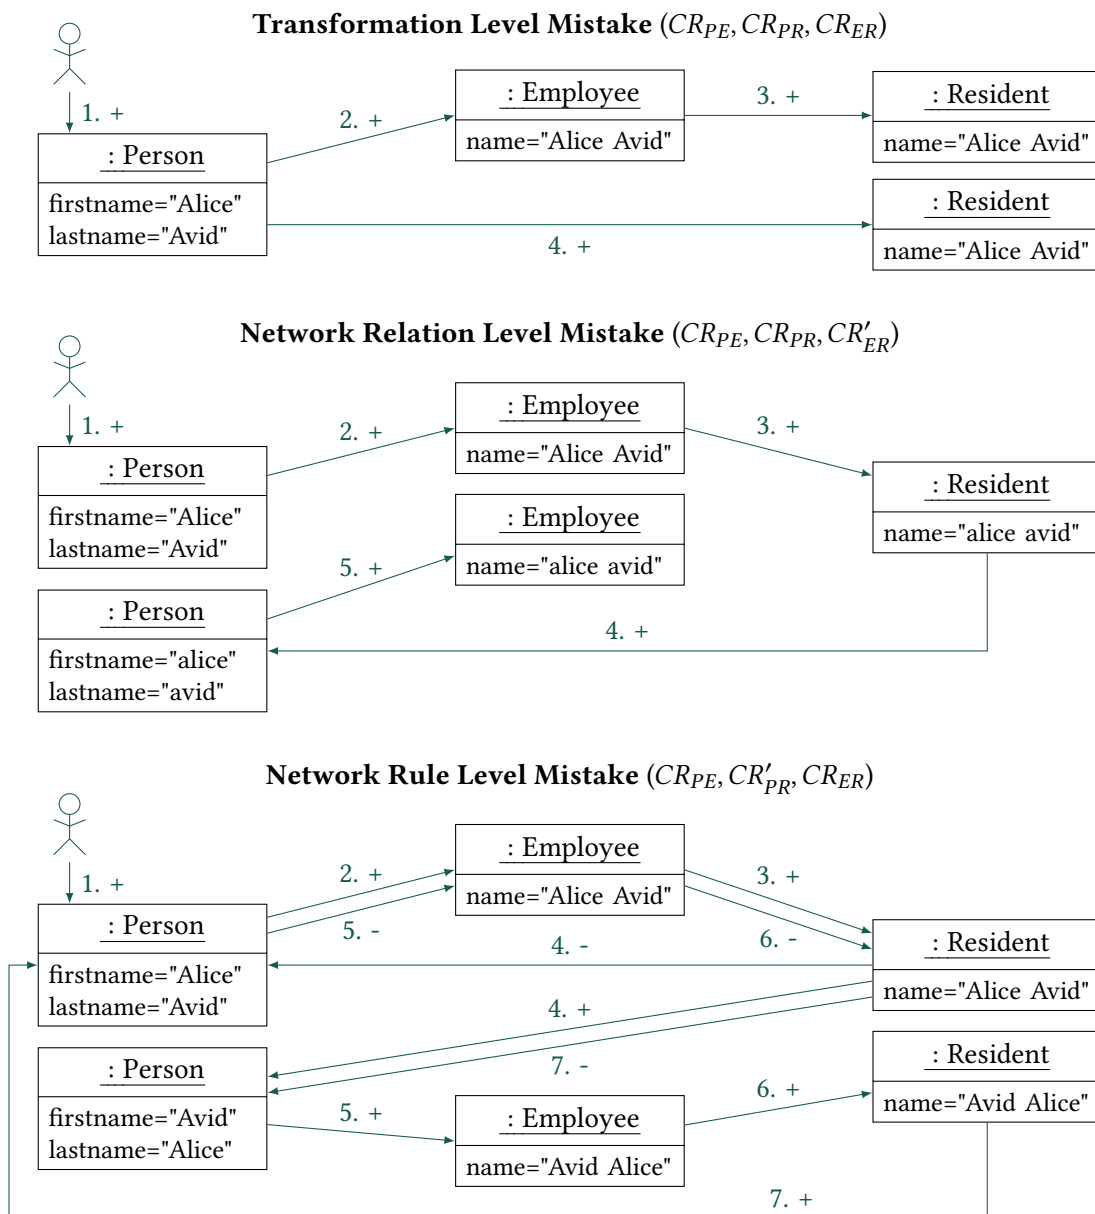 Transformation Level Mistake (CR_PE, CR_PR, CR_ER)
1. +
: Person
firstname="Alice"
lastname="Avid"
2. +
: Employee
name="Alice Avid"
3. +
: Resident
name="Alice Avid"
4. +
: Resident
name="Alice Avid"
Network Relation Level Mistake (CR_PE, CR_PR, CR'_ER)
1. +
: Person
firstname="Alice"
lastname="Avid"
2. +
: Employee
name="Alice Avid"
3. +
: Resident
name="alice avid"
4. +
: Person
firstname="alice"
lastname="avid"
5. +
: Employee
name="alice avid"
Network Rule Level Mistake (CR_PE, CR'_PR, CR_ER)
1. +
: Person
firstname="Alice"
lastname="Avid"
2. +
5. -
: Employee
name="Alice Avid"
3. +
6. -
: Resident
name="Alice Avid"
4. -
4. +
7. -
: Person
firstname="Avid"
lastname="Alice"
5. +
: Employee
name="Avid Alice"
6. +
: Resident
name="Avid Alice"
7. +